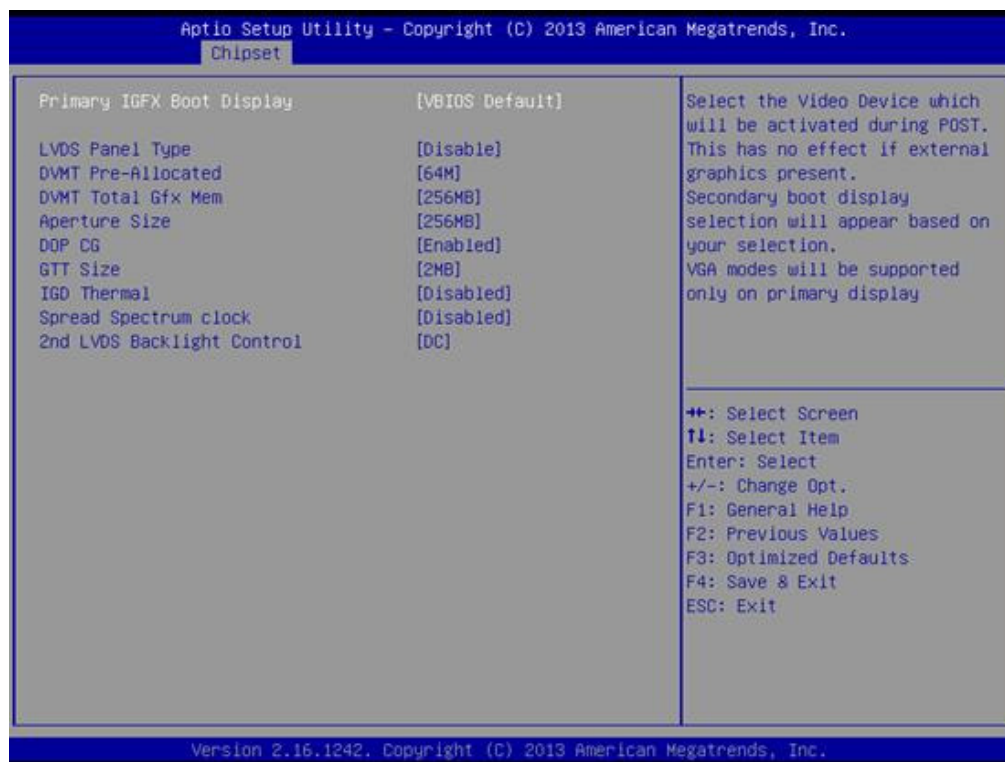 Aptio Setup Utility – Copyright (C) 2013 American Megatrends, Inc.
Chipset
Primary IGFX Boot Display [VBIOS Default]
LVDS Panel Type [Disable]
DVMT Pre-Allocated [64M]
DVMT Total Gfx Mem [256MB]
Aperture Size [256MB]
DOP CG [Enabled]
GTT Size [2MB]
IGD Thermal [Disabled]
Spread Spectrum clock [Disabled]
2nd LVDS Backlight Control [DC]
Select the Video Device which
will be activated during POST.
This has no effect if external
graphics present.
Secondary boot display
selection will appear based on
your selection.
VGA modes will be supported
only on primary display
→←: Select Screen
↑↓: Select Item
Enter: Select
+/-: Change Opt.
F1: General Help
F2: Previous Values
F3: Optimized Defaults
F4: Save & Exit
ESC: Exit
Version 2.16.1242. Copyright (C) 2013 American Megatrends, Inc.